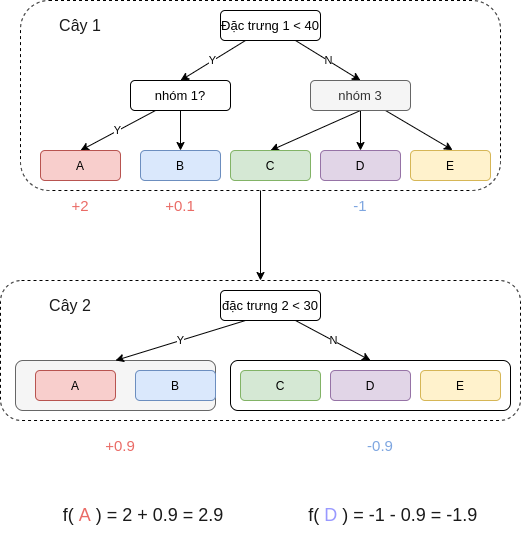 Cây 1
Đặc trưng 1 < 40
Y
N
nhóm 1?
nhóm 3
Y
A
B
C
D
E
+2
+0.1
-1
Cây 2
đặc trưng 2 < 30
Y
N
A
B
C
D
E
+0.9
-0.9
f( A ) = 2 + 0.9 = 2.9
f( D ) = -1 - 0.9 = -1.9